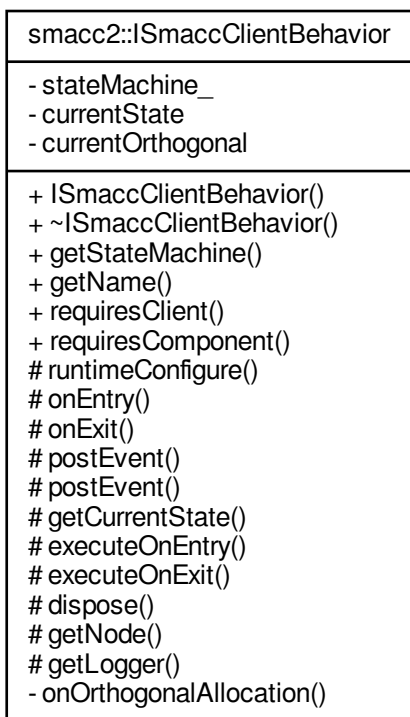 smacc2::ISmaccClientBehavior
- stateMachine_
- currentState
- currentOrthogonal
+ ISmaccClientBehavior()
+ ~ISmaccClientBehavior()
+ getStateMachine()
+ getName()
+ requiresClient()
+ requiresComponent()
# runtimeConfigure()
# onEntry()
# onExit()
# postEvent()
# postEvent()
# getCurrentState()
# executeOnEntry()
# executeOnExit()
# dispose()
# getNode()
# getLogger()
- onOrthogonalAllocation()